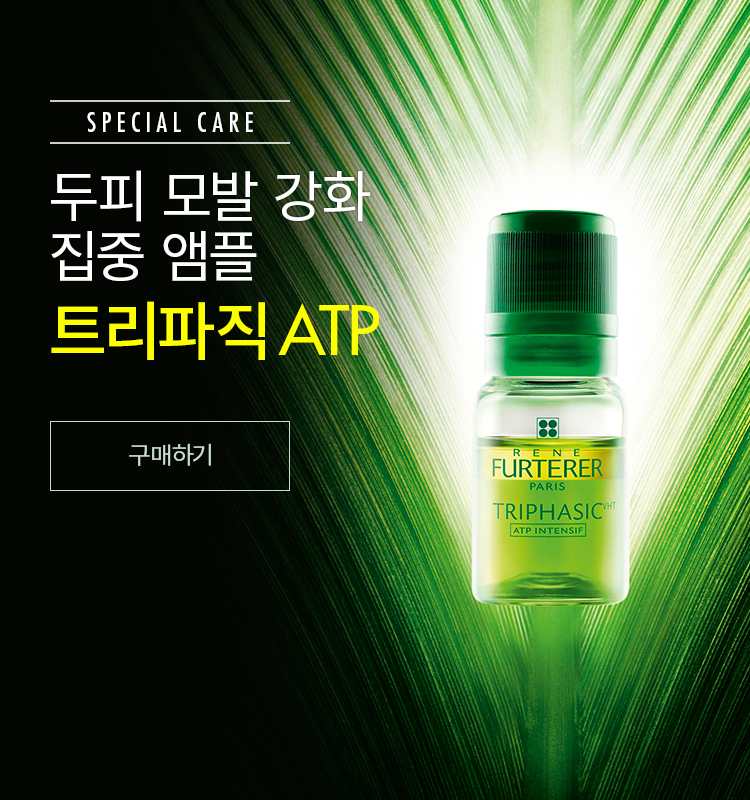 SPECIAL CARE
두피 모발 강화
집중 앰플
트리파직 ATP
구매하기
RENE
FURTERER
PARIS
TRIPHASIC VHT
ATP INTENSIF